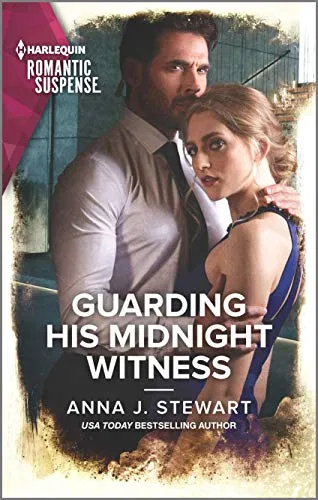 HARLEQUIN
ROMANTIC
SUSPENSE.
GUARDING
HIS MIDNIGHT
WITNESS
ANNA J. STEWART
USA TODAY BESTSELLING AUTHOR